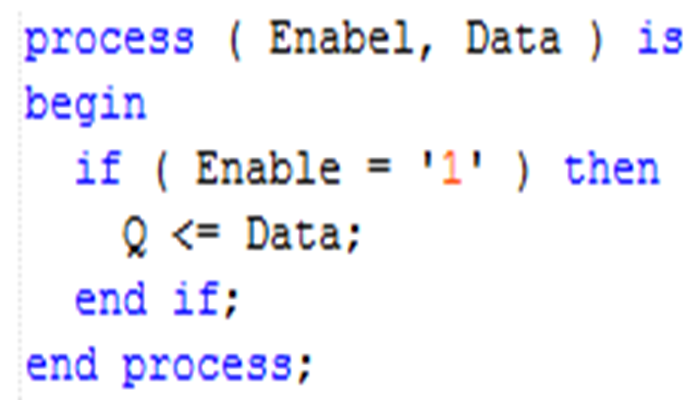 process ( Enabel, Data ) is
begin
  if ( Enable = '1' ) then
    Q <= Data;
  end if;
end process;